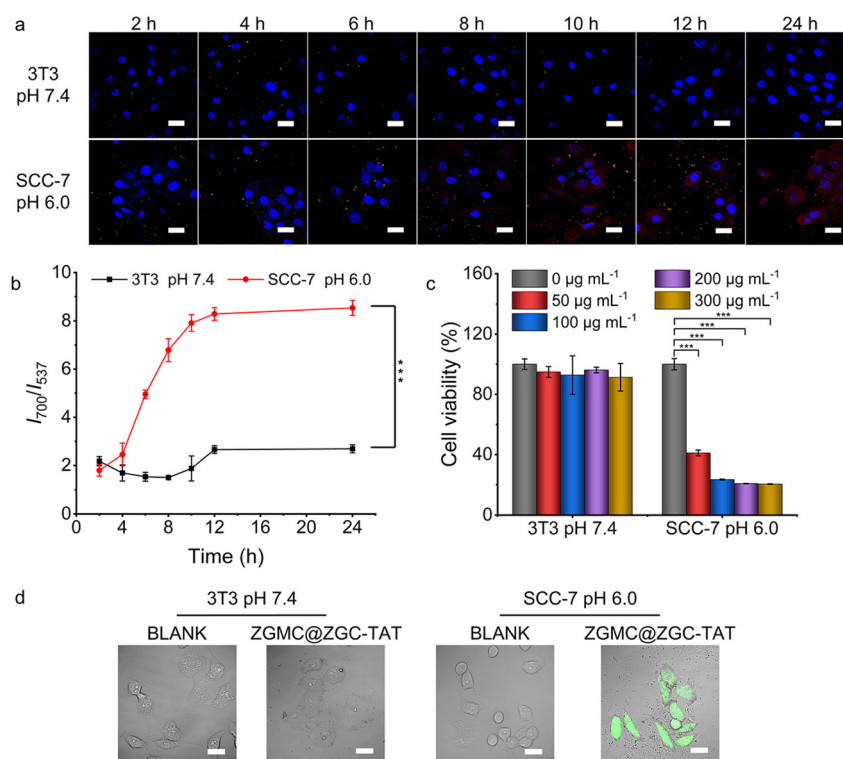 a
2 h 4 h 6 h 8 h 10 h 12 h 24 h
3T3
pH 7.4
SCC-7
pH 6.0
b
3T3 pH 7.4 SCC-7 pH 6.0
10
8
6
4
2
0
I700/I537
***
0 4 8 12 16 20 24
Time (h)
c
160
120
80
40
0
Cell viability (%)
0 μg mL⁻¹ 200 μg mL⁻¹
50 μg mL⁻¹ 300 μg mL⁻¹
100 μg mL⁻¹
***
***
***
***
3T3 pH 7.4 SCC-7 pH 6.0
d
3T3 pH 7.4 SCC-7 pH 6.0
BLANK ZGMC@ZGC-TAT BLANK ZGMC@ZGC-TAT